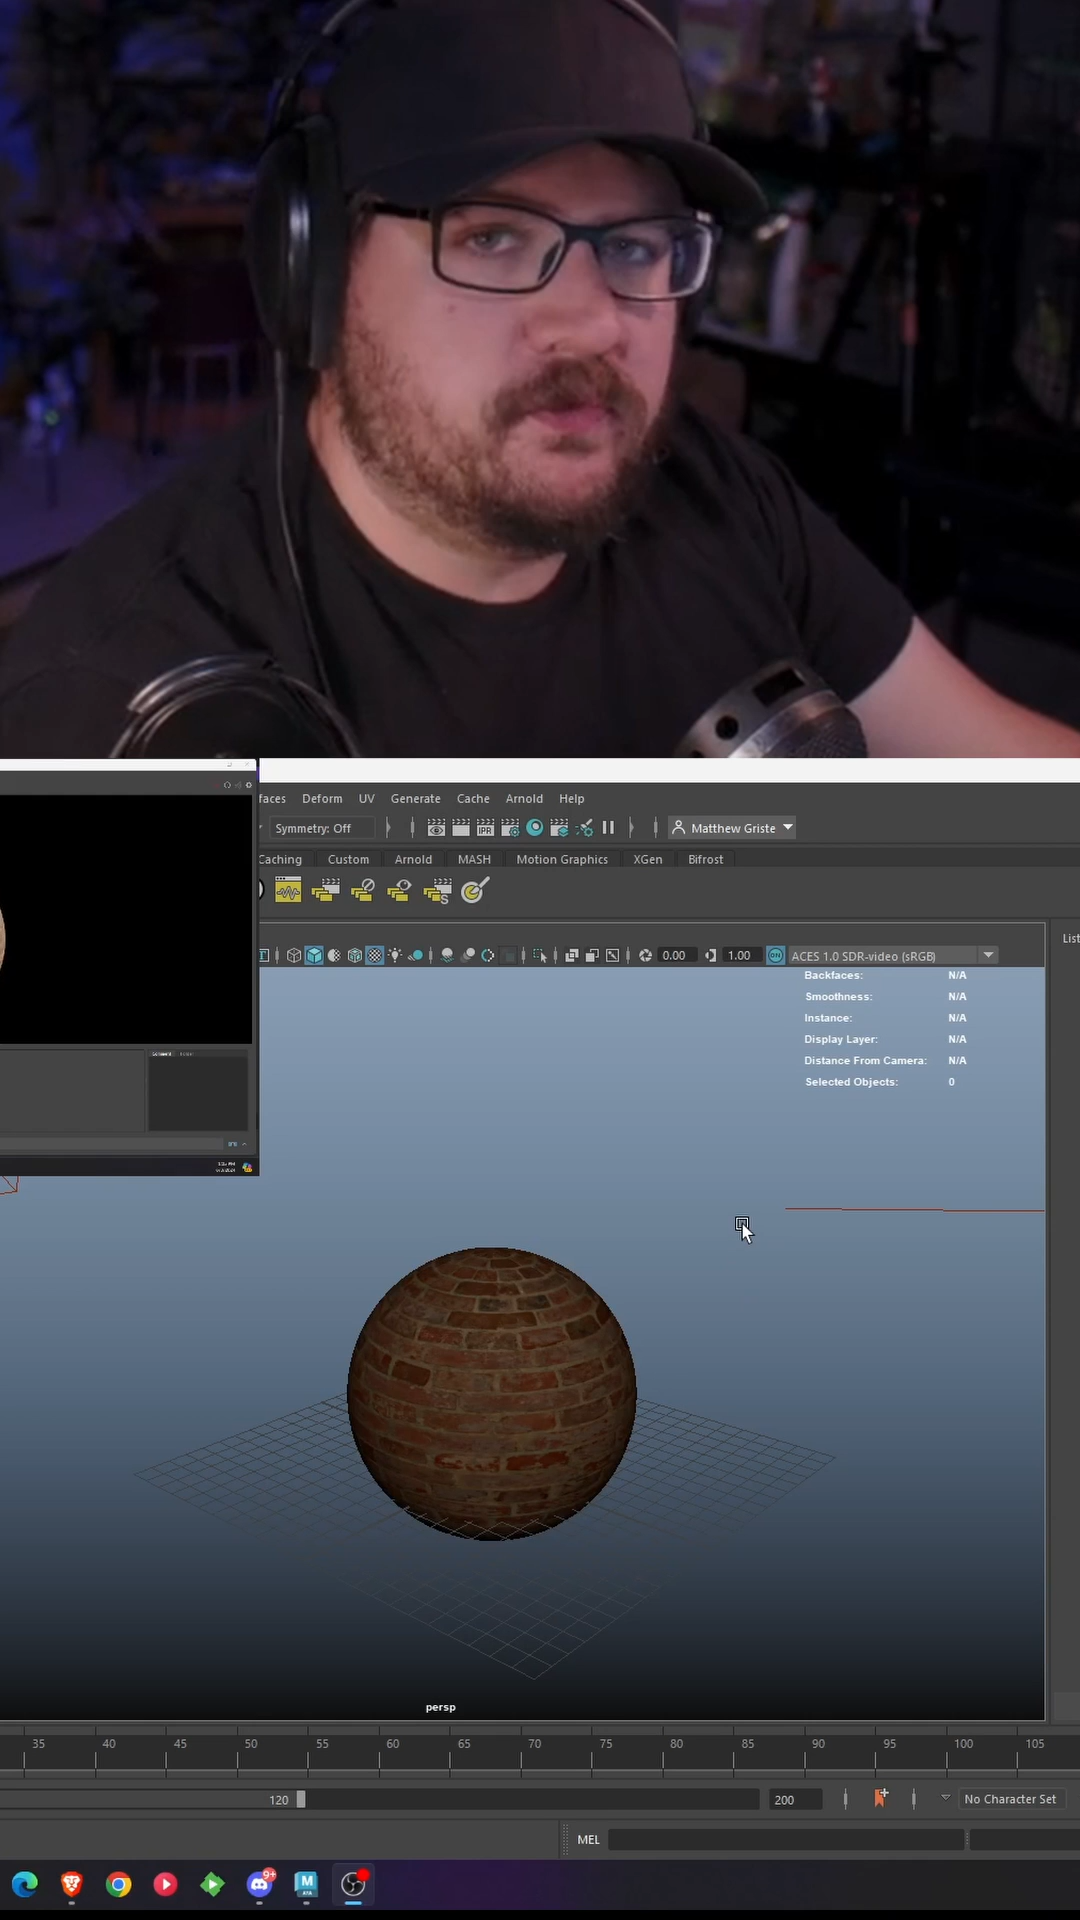 faces Deform UV Generate Cache Arnold Help
Symmetry: Off IPR Matthew Griste
Caching Custom Arnold MASH Motion Graphics XGen Bifrost
S
List
0.00 1.00 ON ACES 1.0 SDR-video (sRGB)
Backfaces: N/A
Smoothness: N/A
Instance: N/A
Display Layer: N/A
Distance From Camera: N/A
Selected Objects: 0
persp
35 40 45 50 55 60 65 70 75 80 85 90 95 100 105
120 200 No Character Set
MEL
9+
M